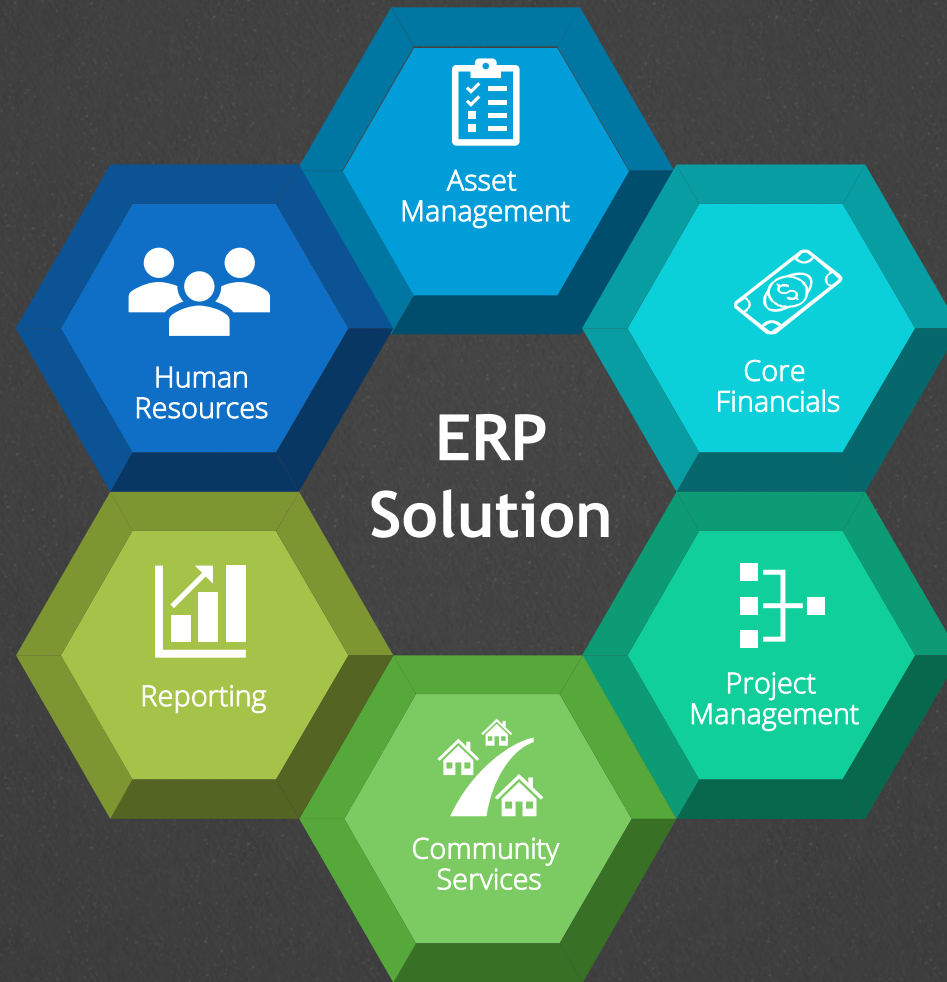 Asset
Management
Human
Resources
Core
Financials
ERP
Solution
Reporting
Project
Management
Community
Services